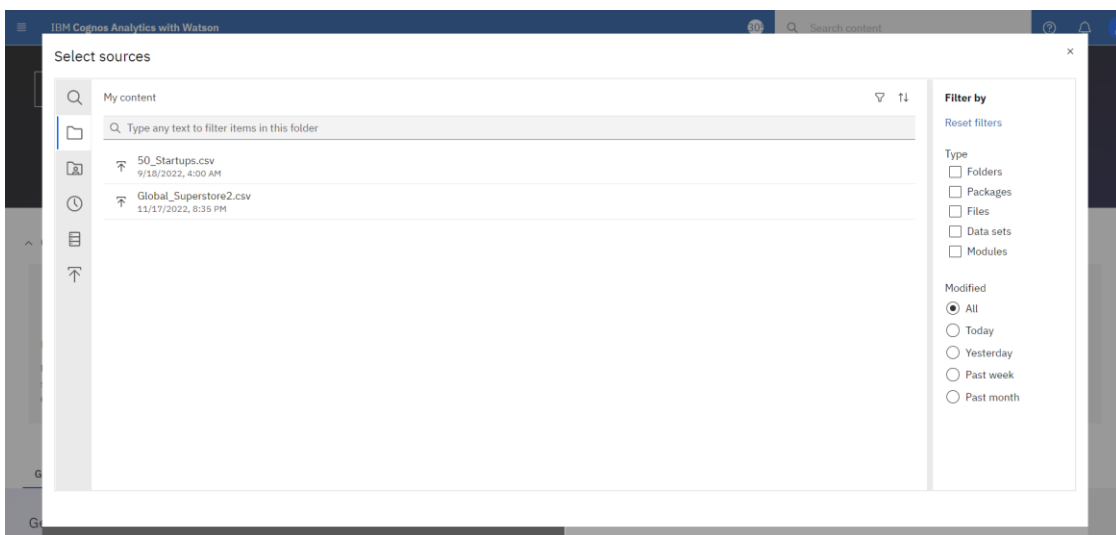 IBM Cognos Analytics with Watson
30
Search content
Select sources
×
My content
Filter by
Type any text to filter items in this folder
Reset filters
50_Startups.csv
9/18/2022, 4:00 AM
Global_Superstore2.csv
11/17/2022, 8:35 PM
Type
Folders
Packages
Files
Data sets
Modules
Modified
All
Today
Yesterday
Past week
Past month
G
Ge